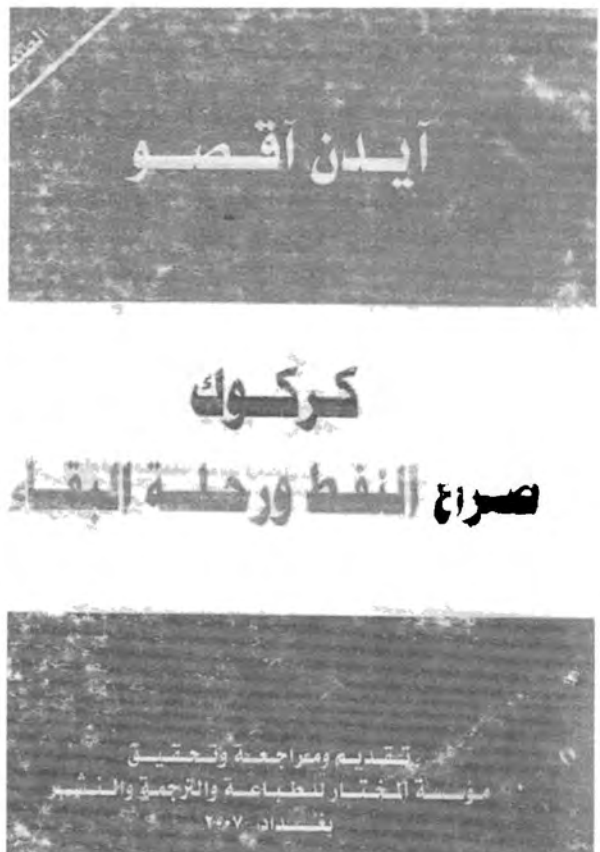 آيدن آقصو
كركوك
صراع النفط ورحلة البقاء
تقديم ومراجعة وتحقيق
مؤسسة المختار للطباعة والترجمة والنشر
بغداد ٢٠٠٧